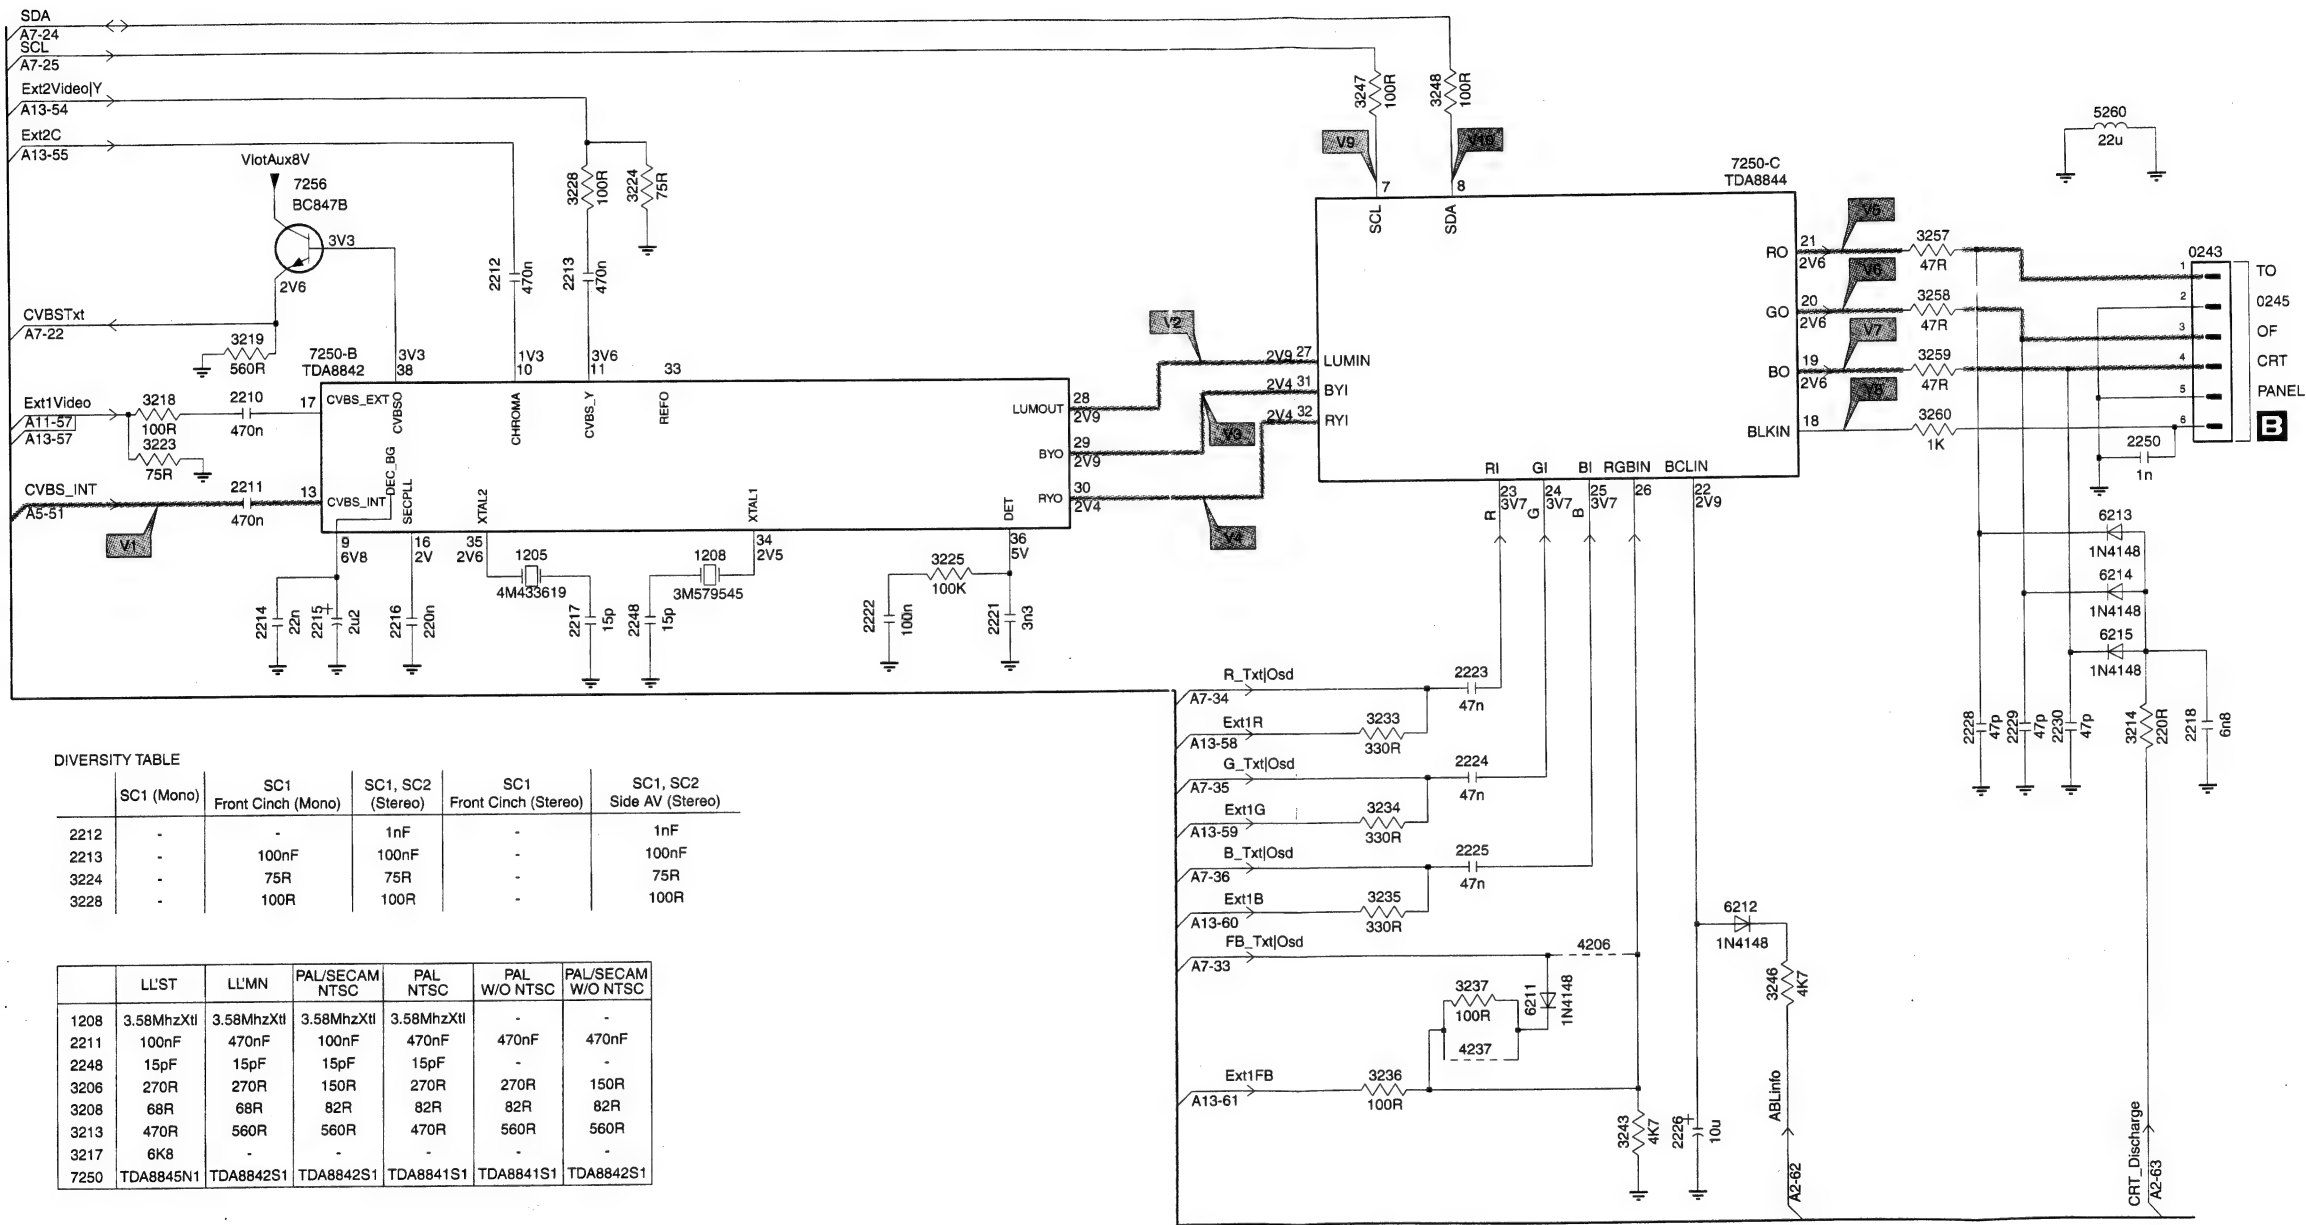 SDA
A7-24
SCL
A7-25
Ext2Video|Y
A13-54
Ext2C
A13-55
VlotAux8V
7256
BC847B
3V3
2V6
CVBSTxt
A7-22
3219
560R
7250-B
TDA8842
3V3
38
1V3
10
3V6
11
33
2212
470n
2213
470n
3228
100R
3224
75R
Ext1Video
A11-57
A13-57
3218
100R
3223
75R
2210
470n
17
CVBS_EXT
CVBSO
CHROMA
CVBS_Y
REFO
CVBS_INT
A5-51
V1
2211
470n
13
CVBS_INT
DEC_BG
SECPLL
XTAL2
XTAL1
DET
LUMOUT
BYO
RYO
28
2V9
29
2V9
30
2V4
9
6V8
16
2V
35
2V6
34
2V5
36
5V
1205
4M433619
1208
3M579545
3225
100K
2214
22n
2215
2u2
2216
220n
2217
15p
2248
15p
2222
100n
2221
3n3
V2
V3
V4
3247
100R
3248
100R
V9
V10
7
8
SCL
SDA
7250-C
TDA8844
2V9 27
LUMIN
2V4 31
BYI
2V4 32
RYI
RO
21
2V6
GO
20
2V6
BO
19
2V6
BLKIN
18
V5
V6
V7
V8
3257
47R
3258
47R
3259
47R
3260
1K
RI
GI
BI
RGBIN
BCLIN
23
3V7
24
3V7
25
3V7
26
22
2V9
R
G
B
5260
22u
0243
1
2
3
4
5
6
TO
0245
OF
CRT
PANEL
B
2250
1n
6213
1N4148
6214
1N4148
6215
1N4148
2228
47p
2229
47p
2230
47p
3214
220R
2218
6n8
R_Txt|Osd
A7-34
Ext1R
A13-58
3233
330R
2223
47n
G_Txt|Osd
A7-35
Ext1G
A13-59
3234
330R
2224
47n
B_Txt|Osd
A7-36
Ext1B
A13-60
3235
330R
2225
47n
FB_Txt|Osd
A7-33
4206
3237
100R
4237
6211
1N4148
Ext1FB
A13-61
3236
100R
3243
4K7
2226
10u
6212
1N4148
3246
4K7
ABLinfo
A2-62
CRT_Discharge
A2-63
DIVERSITY TABLE
SC1 (Mono) SC1 Front Cinch (Mono) SC1, SC2 (Stereo) SC1 Front Cinch (Stereo) SC1, SC2 Side AV (Stereo)
2212 - - 1nF - 1nF
2213 - 100nF 100nF - 100nF
3224 - 75R 75R - 75R
3228 - 100R 100R - 100R
LL'ST LL'MN PAL/SECAM NTSC PAL NTSC PAL W/O NTSC PAL/SECAM W/O NTSC
1208 3.58MhzXtl 3.58MhzXtl 3.58MhzXtl 3.58MhzXtl - -
2211 100nF 470nF 100nF 470nF 470nF 470nF
2248 15pF 15pF 15pF 15pF - -
3206 270R 270R 150R 270R 270R 150R
3208 68R 68R 82R 82R 82R 82R
3213 470R 560R 560R 470R 560R 560R
3217 6K8 - - - - -
7250 TDA8845N1 TDA8842S1 TDA8842S1 TDA8841S1 TDA8841S1 TDA8842S1